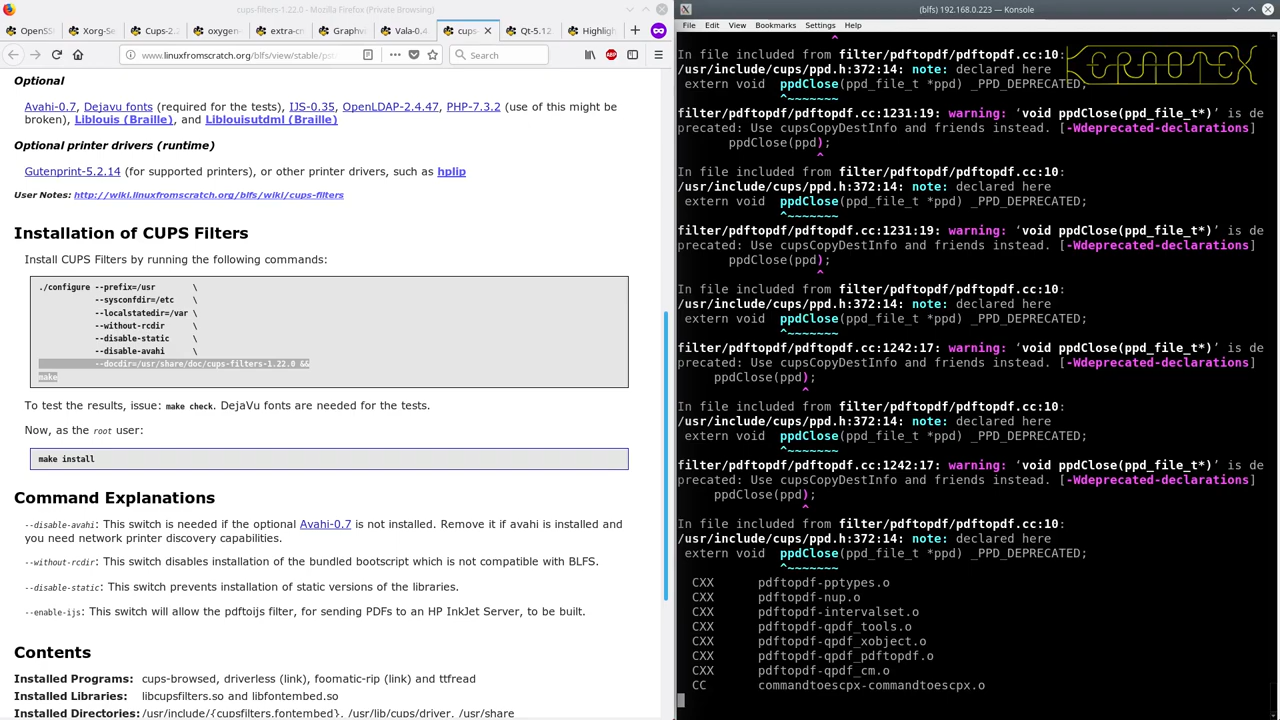 cups-filters-1.22.0 - Mozilla Firefox (Private Browsing)
OpenSS
Xorg-Se
Cups-2.2
oxygen-
extra-cm
Graphvi
Vala-0.4
cups-
Qt-5.12
Highligh
www.linuxfromscratch.org/blfs/view/stable/pst
Search
Optional
Avahi-0.7, Dejavu fonts (required for the tests), IJS-0.35, OpenLDAP-2.4.47, PHP-7.3.2 (use of this might be
broken), Liblouis (Braille), and Liblouisutdml (Braille)
Optional printer drivers (runtime)
Gutenprint-5.2.14 (for supported printers), or other printer drivers, such as hplip
User Notes: http://wiki.linuxfromscratch.org/blfs/wiki/cups-filters
Installation of CUPS Filters
Install CUPS Filters by running the following commands:
./configure --prefix=/usr \
--sysconfdir=/etc \
--localstatedir=/var \
--without-rcdir \
--disable-static \
--disable-avahi \
--docdir=/usr/share/doc/cups-filters-1.22.0 &&
make
To test the results, issue: make check. DejaVu fonts are needed for the tests.
Now, as the root user:
make install
Command Explanations
--disable-avahi: This switch is needed if the optional Avahi-0.7 is not installed. Remove it if avahi is installed and
you need network printer discovery capabilities.
--without-rcdir: This switch disables installation of the bundled bootscript which is not compatible with BLFS.
--disable-static: This switch prevents installation of static versions of the libraries.
--enable-ijs: This switch will allow the pdftoijs filter, for sending PDFs to an HP InkJet Server, to be built.
Contents
Installed Programs: cups-browsed, driverless (link), foomatic-rip (link) and ttfread
Installed Libraries: libcupsfilters.so and libfontembed.so
Installed Directories: /usr/include/{cupsfilters,fontembed}, /usr/lib/cups/driver, /usr/share
(blfs) 192.168.0.223 — Konsole
File Edit View Bookmarks Settings Help
^
In file included from filter/pdftopdf/pdftopdf.cc:10:
/usr/include/cups/ppd.h:372:14: note: declared here
extern void ppdClose(ppd_file_t *ppd) _PPD_DEPRECATED;
^~~~~~~~
filter/pdftopdf/pdftopdf.cc:1231:19: warning: ‘void ppdClose(ppd_file_t*)’ is de
precated: Use cupsCopyDestInfo and friends instead. [-Wdeprecated-declarations]
ppdClose(ppd);
^
In file included from filter/pdftopdf/pdftopdf.cc:10:
/usr/include/cups/ppd.h:372:14: note: declared here
extern void ppdClose(ppd_file_t *ppd) _PPD_DEPRECATED;
^~~~~~~~
filter/pdftopdf/pdftopdf.cc:1231:19: warning: ‘void ppdClose(ppd_file_t*)’ is de
precated: Use cupsCopyDestInfo and friends instead. [-Wdeprecated-declarations]
ppdClose(ppd);
^
In file included from filter/pdftopdf/pdftopdf.cc:10:
/usr/include/cups/ppd.h:372:14: note: declared here
extern void ppdClose(ppd_file_t *ppd) _PPD_DEPRECATED;
^~~~~~~~
filter/pdftopdf/pdftopdf.cc:1242:17: warning: ‘void ppdClose(ppd_file_t*)’ is de
precated: Use cupsCopyDestInfo and friends instead. [-Wdeprecated-declarations]
ppdClose(ppd);
^
In file included from filter/pdftopdf/pdftopdf.cc:10:
/usr/include/cups/ppd.h:372:14: note: declared here
extern void ppdClose(ppd_file_t *ppd) _PPD_DEPRECATED;
^~~~~~~~
filter/pdftopdf/pdftopdf.cc:1242:17: warning: ‘void ppdClose(ppd_file_t*)’ is de
precated: Use cupsCopyDestInfo and friends instead. [-Wdeprecated-declarations]
ppdClose(ppd);
^
In file included from filter/pdftopdf/pdftopdf.cc:10:
/usr/include/cups/ppd.h:372:14: note: declared here
extern void ppdClose(ppd_file_t *ppd) _PPD_DEPRECATED;
^~~~~~~~
CXX pdftopdf-pptypes.o
CXX pdftopdf-nup.o
CXX pdftopdf-intervalset.o
CXX pdftopdf-qpdf_tools.o
CXX pdftopdf-qpdf_xobject.o
CXX pdftopdf-qpdf_pdftopdf.o
CXX pdftopdf-qpdf_cm.o
CC commandtoescpx-commandtoescpx.o